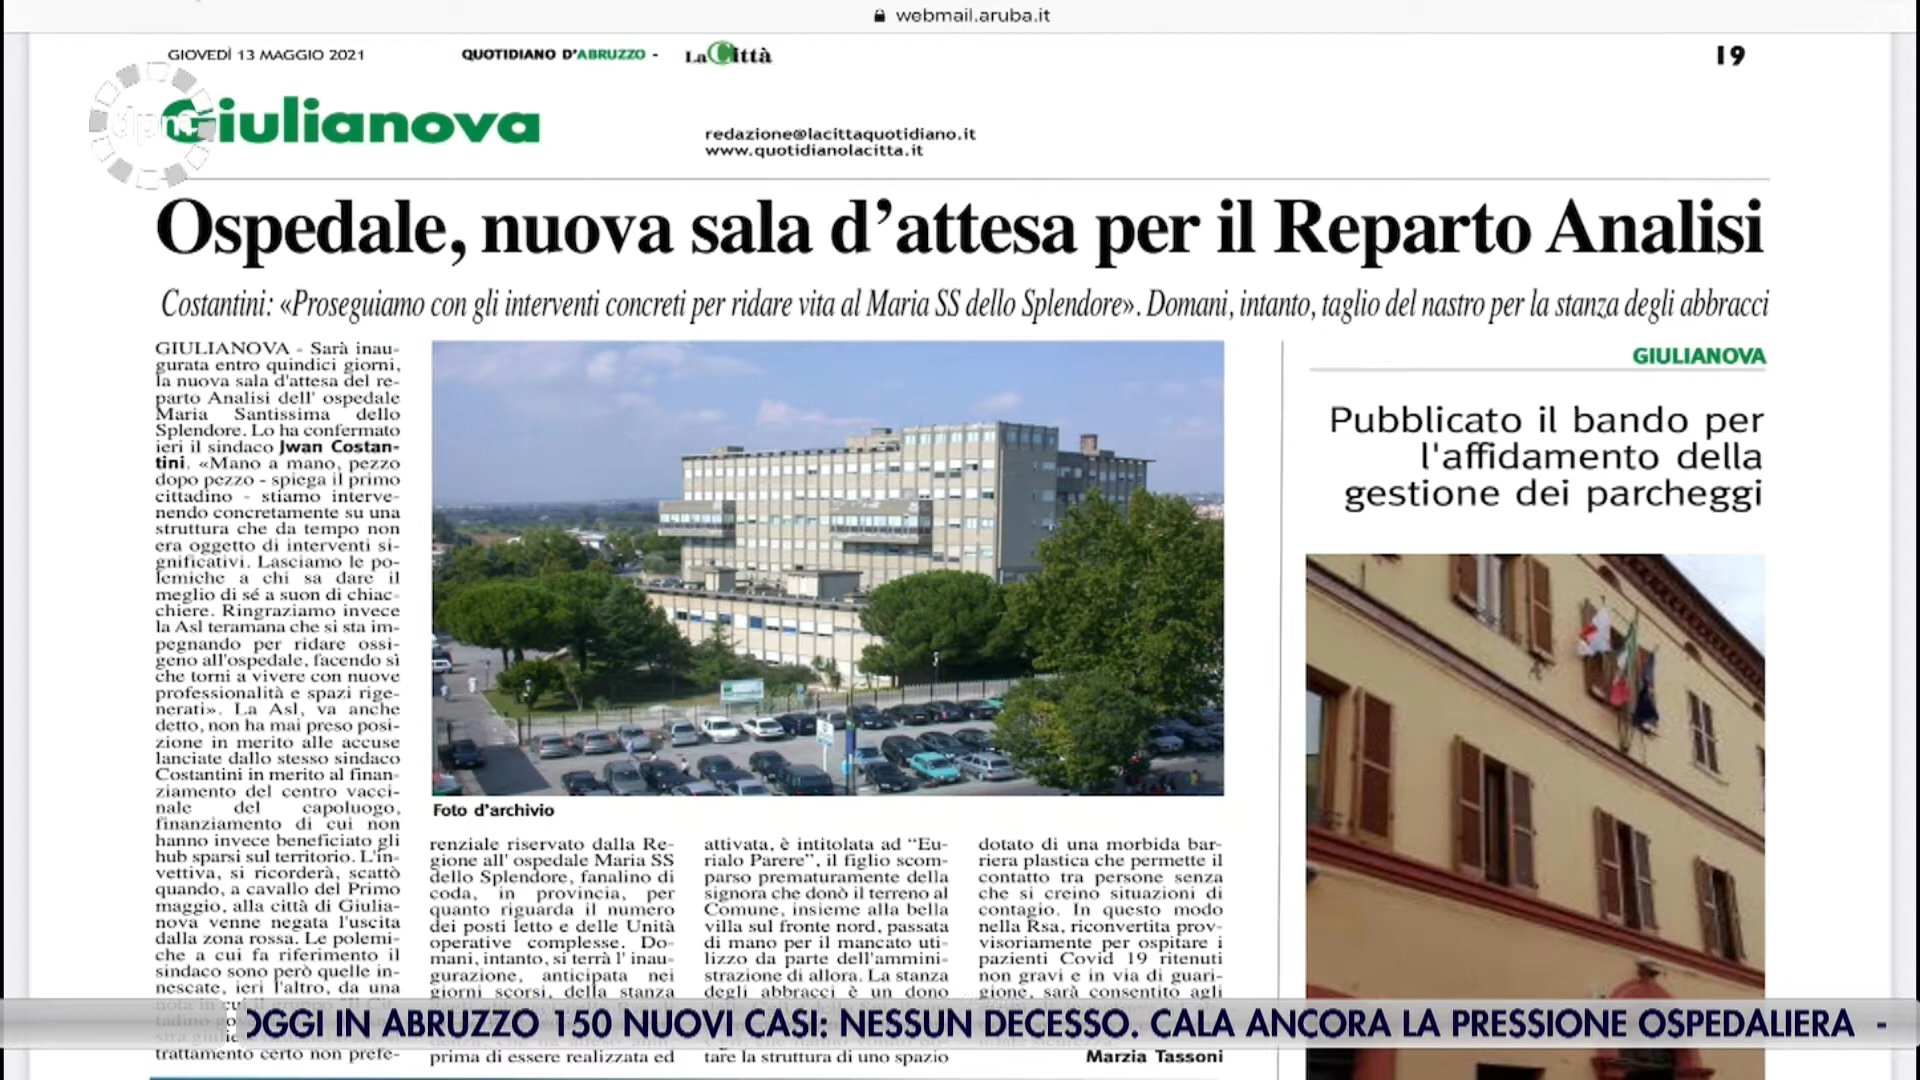 webmail.aruba.it
GIOVEDÌ 13 MAGGIO 2021
QUOTIDIANO D'ABRUZZO -
La Città
19
dpm
Giulianova
redazione@lacittaquotidiano.it
www.quotidianolacitta.it
Ospedale, nuova sala d'attesa per il Reparto Analisi
Costantini: «Proseguiamo con gli interventi concreti per ridare vita al Maria SS dello Splendore». Domani, intanto, taglio del nastro per la stanza degli abbracci
GIULIANOVA - Sarà inau-
gurata entro quindici giorni,
la nuova sala d'attesa del re-
parto Analisi dell' ospedale
Maria Santissima dello
Splendore. Lo ha confermato
ieri il sindaco Jwan Costan-
tini. «Mano a mano, pezzo
dopo pezzo - spiega il primo
cittadino - stiamo interve-
nendo concretamente su una
struttura che da tempo non
era oggetto di interventi si-
gnificativi. Lasciamo le po-
lemiche a chi sa dare il
meglio di sé a suon di chiac-
chiere. Ringraziamo invece
la Asl teramana che si sta im-
pegnando per ridare ossi-
geno all'ospedale, facendo sì
che torni a vivere con nuove
professionalità e spazi rige-
nerati». La Asl, va anche
detto, non ha mai preso posi-
zione in merito alle accuse
lanciate dallo stesso sindaco
Costantini in merito al finan-
ziamento del centro vacci-
nale del capoluogo,
finanziamento di cui non
hanno invece beneficiato gli
hub sparsi sul territorio. L'in-
vettiva, si ricorderà, scattò
quando, a cavallo del Primo
maggio, alla città di Giulia-
nova venne negata l'uscita
dalla zona rossa. Le polemi-
che a cui fa riferimento il
sindaco sono però quelle in-
nescate, ieri l'altro, da una
nota in cui il gruppo "Il Cit-
trattamento certo non prefe-
Foto d'archivio
renziale riservato dalla Re-
gione all' ospedale Maria SS
dello Splendore, fanalino di
coda, in provincia, per
quanto riguarda il numero
dei posti letto e delle Unità
operative complesse. Do-
mani, intanto, si terrà l' inau-
gurazione, anticipata nei
giorni scorsi, della stanza
prima di essere realizzata ed
attivata, è intitolata ad "Eu-
rialo Parere", il figlio scom-
parso prematuramente della
signora che donò il terreno al
Comune, insieme alla bella
villa sul fronte nord, passata
di mano per il mancato uti-
lizzo da parte dell'ammini-
strazione di allora. La stanza
degli abbracci è un dono
tare la struttura di uno spazio
dotato di una morbida bar-
riera plastica che permette il
contatto tra persone senza
che si creino situazioni di
contagio. In questo modo
nella Rsa, riconvertita prov-
visoriamente per ospitare i
pazienti Covid 19 ritenuti
non gravi e in via di guari-
gione, sarà consentito agli
Marzia Tassoni
GIULIANOVA
Pubblicato il bando per
l'affidamento della
gestione dei parcheggi
OGGI IN ABRUZZO 150 NUOVI CASI: NESSUN DECESSO. CALA ANCORA LA PRESSIONE OSPEDALIERA -